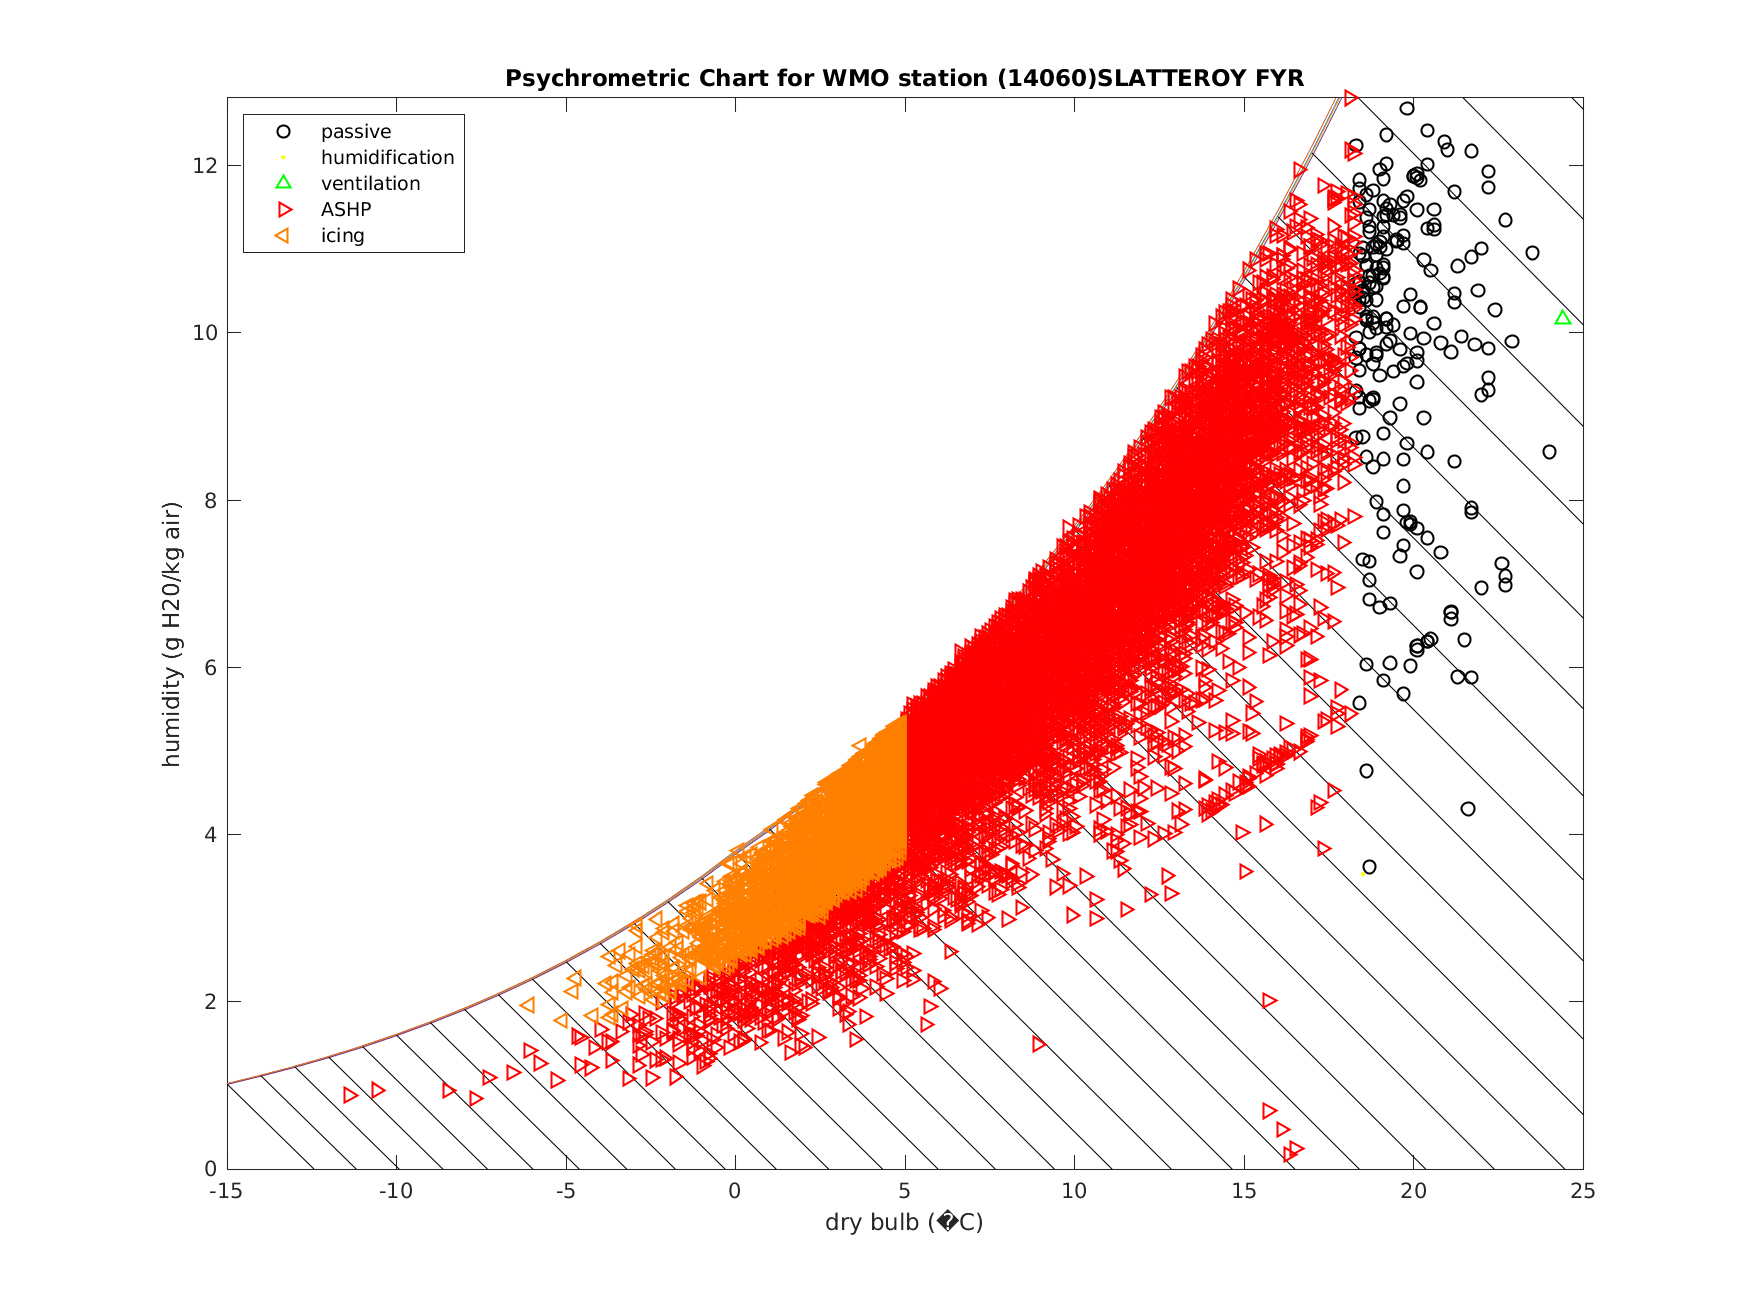 Psychrometric Chart for WMO station (14060)SLATTEROY FYR
passive
humidification
ventilation
ASHP
icing
humidity (g H20/kg air)
12
10
8
6
4
2
0
-15 -10 -5 0 5 10 15 20 25
dry bulb (�C)